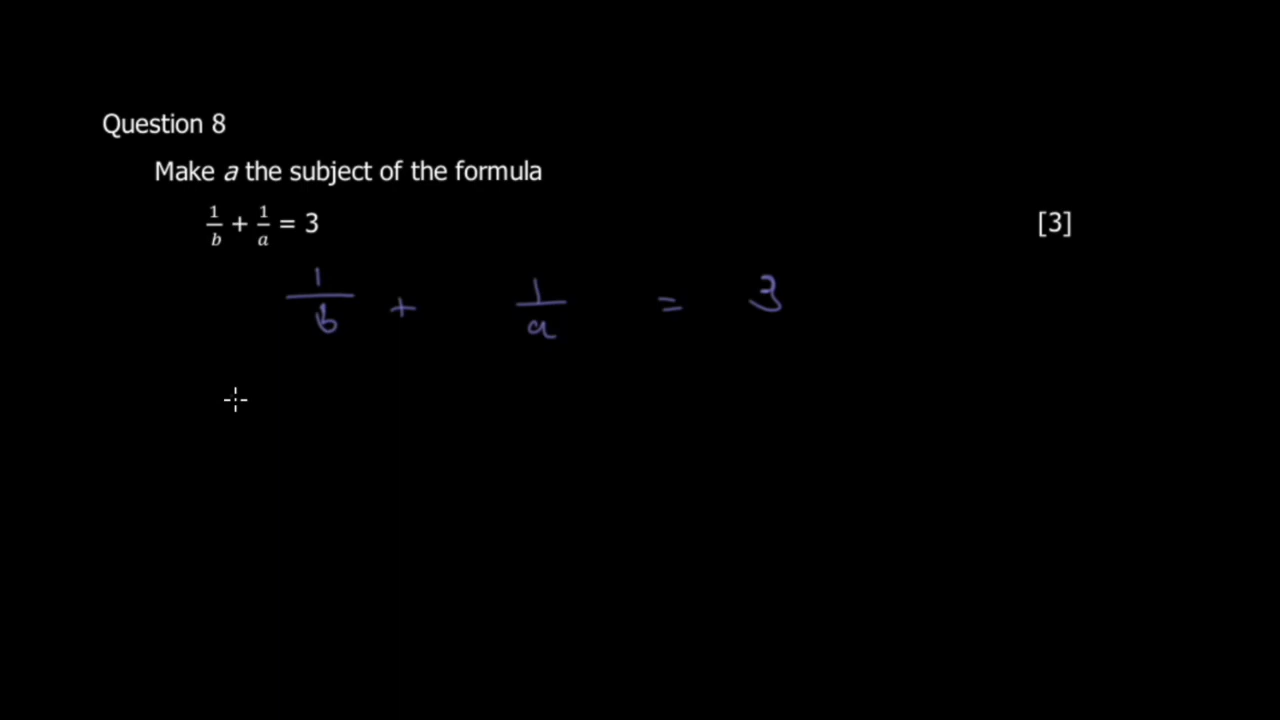 Question 8
Make a the subject of the formula
1/b + 1/a = 3 [3]
1/b + 1/a = 3